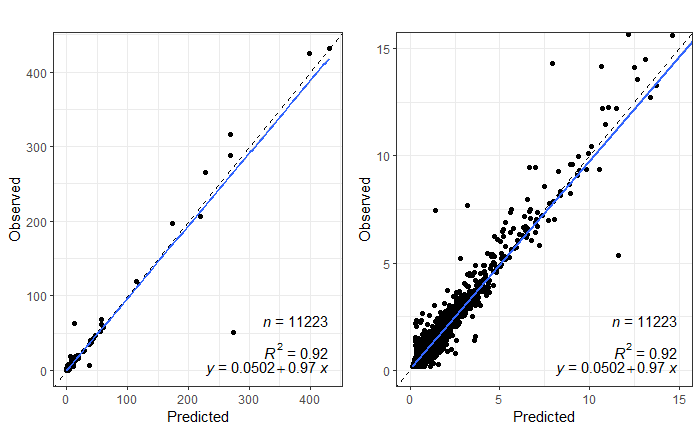 400
300
200
100
0
Observed
n = 11223
R² = 0.92
y = 0.0502 + 0.97 x
0 100 200 300 400
Predicted
15
10
5
0
Observed
n = 11223
R² = 0.92
y = 0.0502 + 0.97 x
0 5 10 15
Predicted